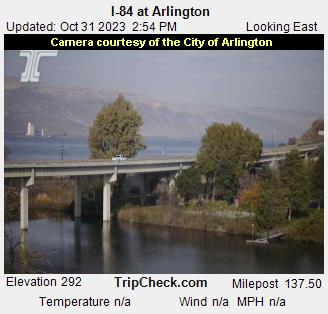 I-84 at Arlington
Updated: Oct 31 2023 2:54 PM Looking East
Camera courtesy of the City of Arlington
Elevation 292 TripCheck.com Milepost 137.50
Temperature n/a Wind n/a MPH n/a